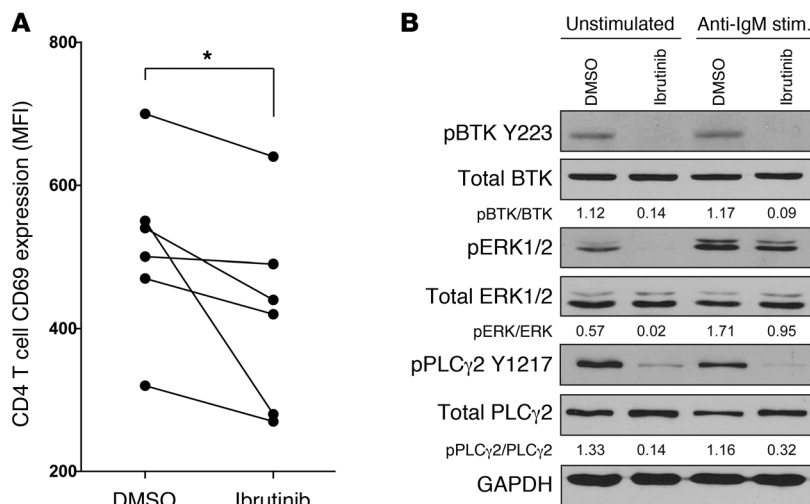 A
800
600
400
200
CD4 T cell CD69 expression (MFI)
*
DMSO
Ibrutinib
B
Unstimulated
Anti-IgM stim.
DMSO
Ibrutinib
DMSO
Ibrutinib
pBTK Y223
Total BTK
pBTK/BTK 1.12 0.14 1.17 0.09
pERK1/2
Total ERK1/2
pERK/ERK 0.57 0.02 1.71 0.95
pPLCγ2 Y1217
Total PLCγ2
pPLCγ2/PLCγ2 1.33 0.14 1.16 0.32
GAPDH